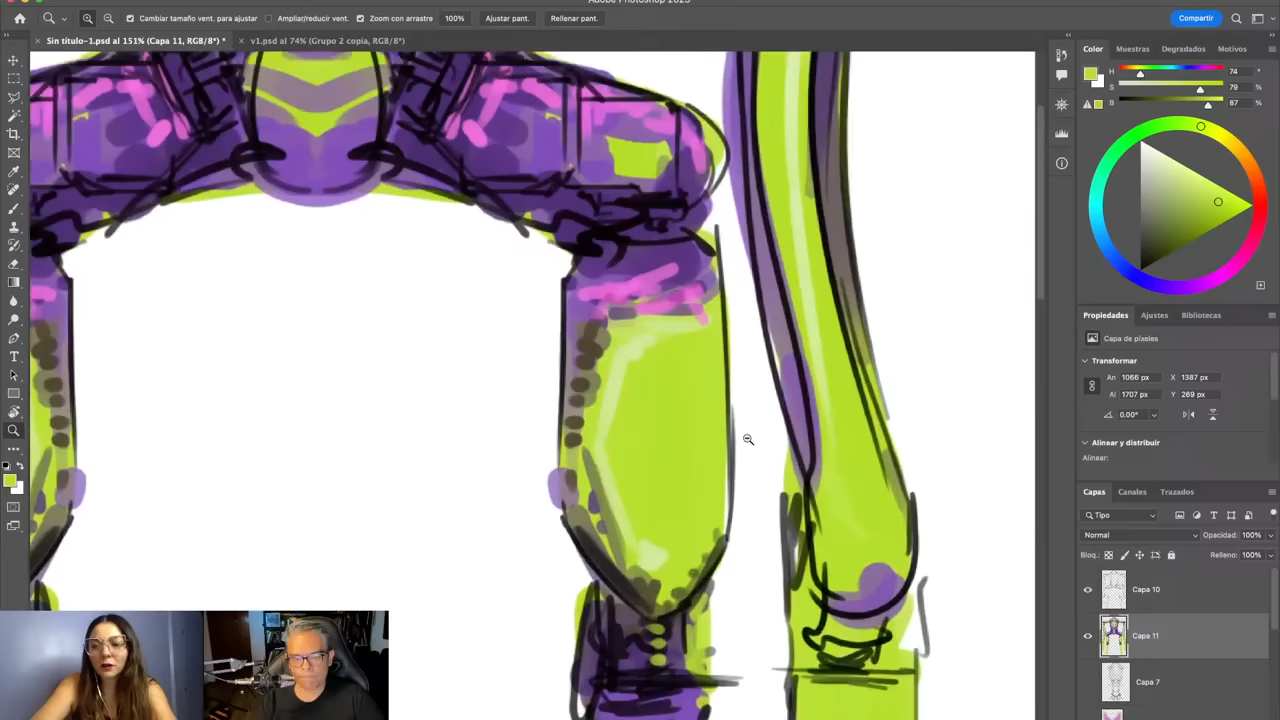 Adobe Photoshop 2025
Cambiar tamaño vent. para ajustar
Ampliar/reducir vent.
Zoom con arrastre
100%
Ajustar pant.
Rellenar pant.
Compartir
Sin título-1.psd al 151% (Capa 11, RGB/8*) *
v1.psd al 74% (Grupo 2 copia, RGB/8*)
Color
Muestras
Degradados
Motivos
H 74 °
S 79 %
B 87 %
Propiedades
Ajustes
Bibliotecas
Capa de píxeles
Transformar
An 1066 px X 1387 px
Al 1707 px Y 269 px
0.00°
Alinear y distribuir
Alinear:
Capas
Canales
Trazados
Tipo
Normal
Opacidad: 100%
Bloq.:
Relleno: 100%
Capa 10
Capa 11
Capa 7